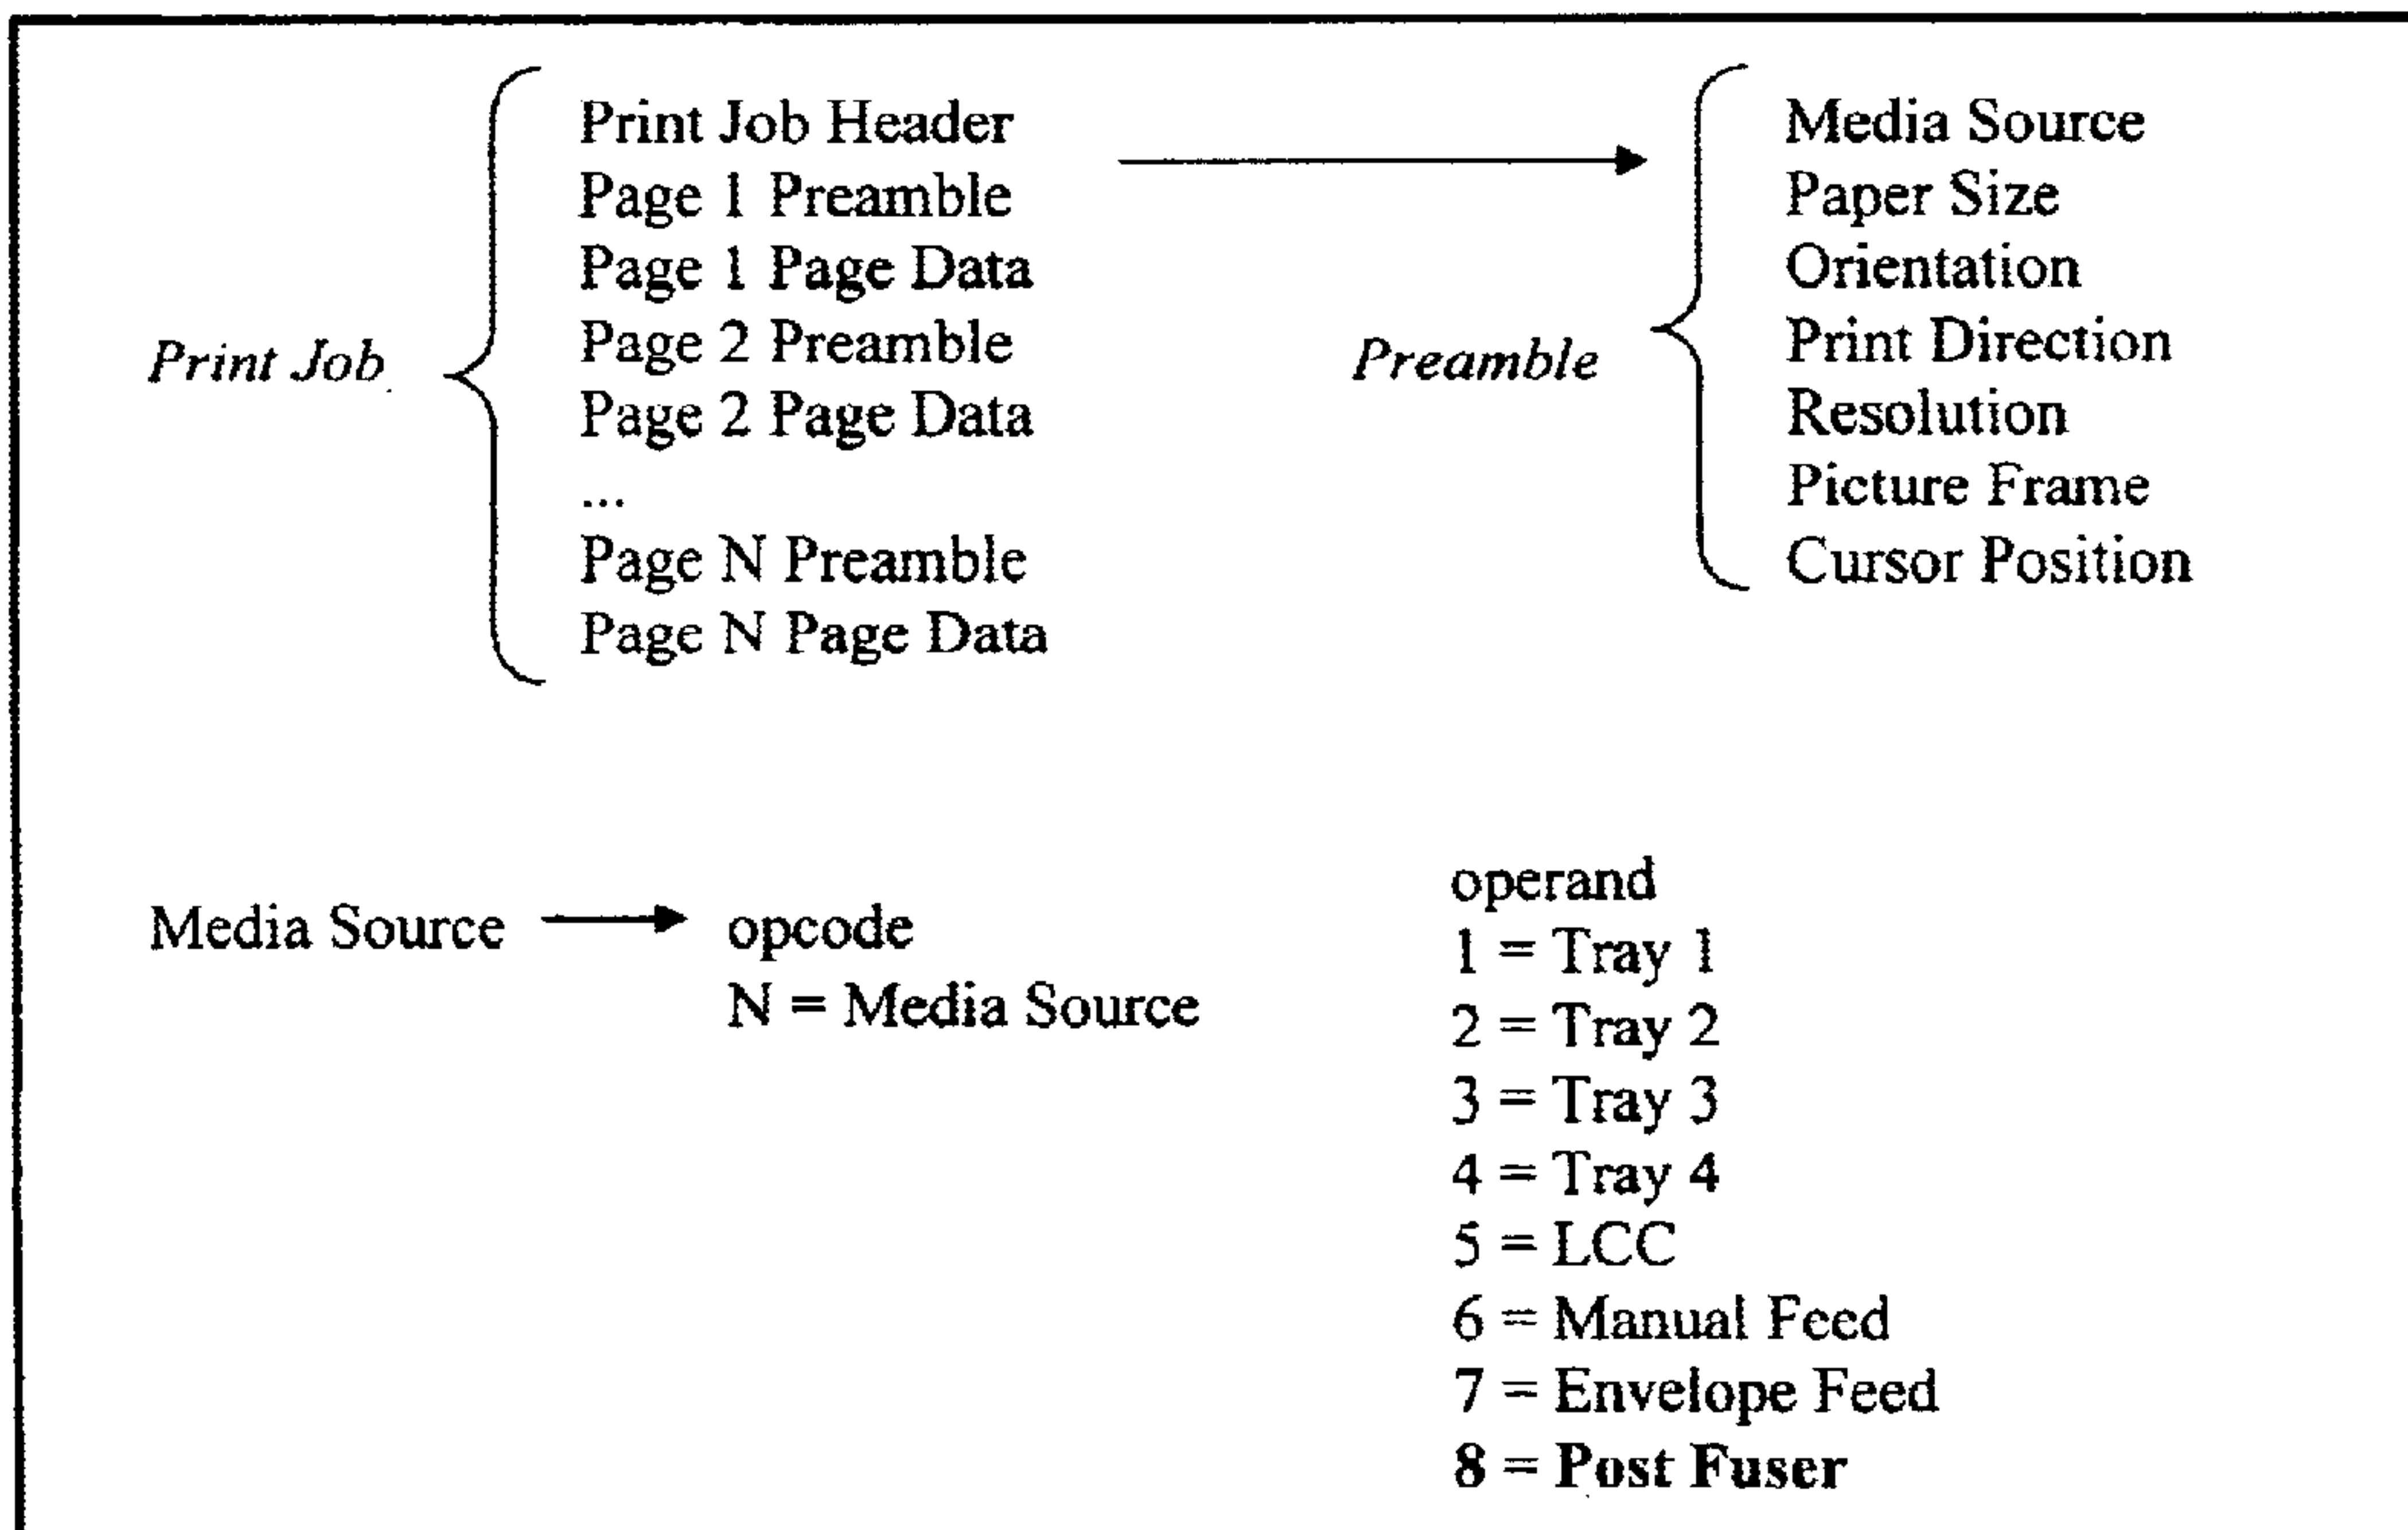 Print Job
Print Job Header
Page 1 Preamble
Page 1 Page Data
Page 2 Preamble
Page 2 Page Data
...
Page N Preamble
Page N Page Data
Preamble
Media Source
Paper Size
Orientation
Print Direction
Resolution
Picture Frame
Cursor Position
Media Source
opcode
N = Media Source
operand
1 = Tray 1
2 = Tray 2
3 = Tray 3
4 = Tray 4
5 = LCC
6 = Manual Feed
7 = Envelope Feed
8 = Post Fuser